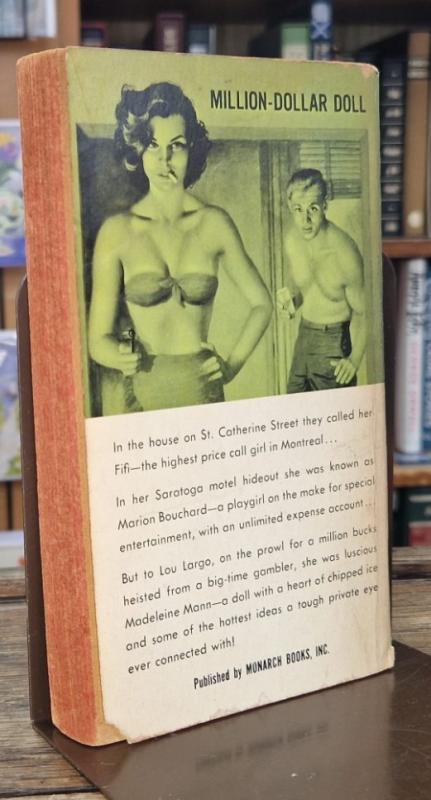 MILLION-DOLLAR DOLL
In the house on St. Catherine Street they called her
Fifi—the highest price call girl in Montreal...
In her Saratoga motel hideout she was known as
Marion Bouchard—a playgirl on the make for special
entertainment, with an unlimited expense account...
But to Lou Largo, on the prowl for a million bucks
heisted from a big-time gambler, she was luscious
Madeleine Mann—a doll with a heart of chipped ice
and some of the hottest ideas a tough private eye
ever connected with!
Published by MONARCH BOOKS, INC.